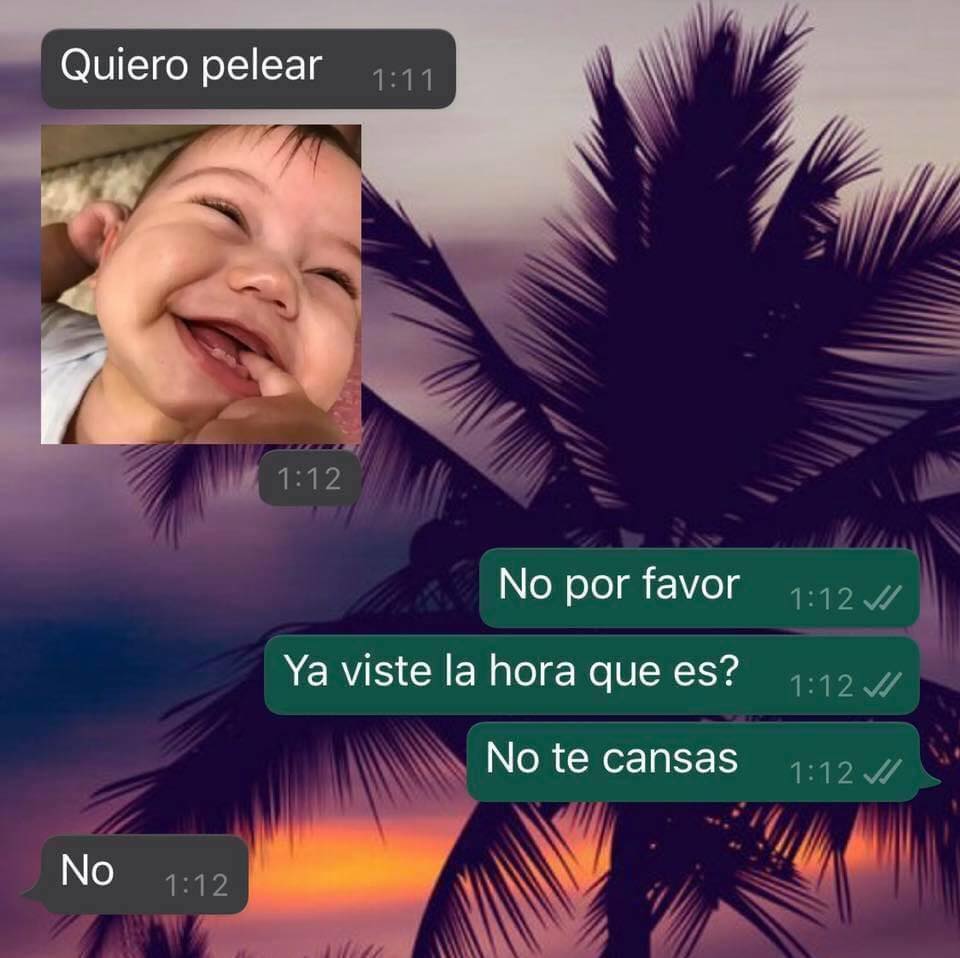 Quiero pelear 1:11
1:12
No por favor 1:12
Ya viste la hora que es? 1:12
No te cansas 1:12
No 1:12